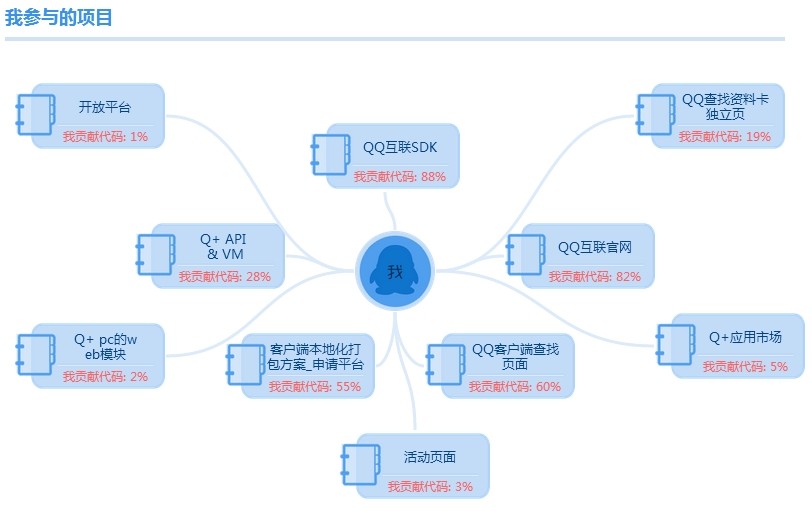 我参与的项目
开放平台
我贡献代码: 1%
QQ查找资料卡
独立页
我贡献代码: 19%
QQ互联SDK
我贡献代码: 88%
Q+ API
& VM
我贡献代码: 28%
我
QQ互联官网
我贡献代码: 82%
Q+ pc的w
eb模块
我贡献代码: 2%
客户端本地化打
包方案_申请平台
我贡献代码: 55%
QQ客户端查找
页面
我贡献代码: 60%
Q+应用市场
我贡献代码: 5%
活动页面
我贡献代码: 3%